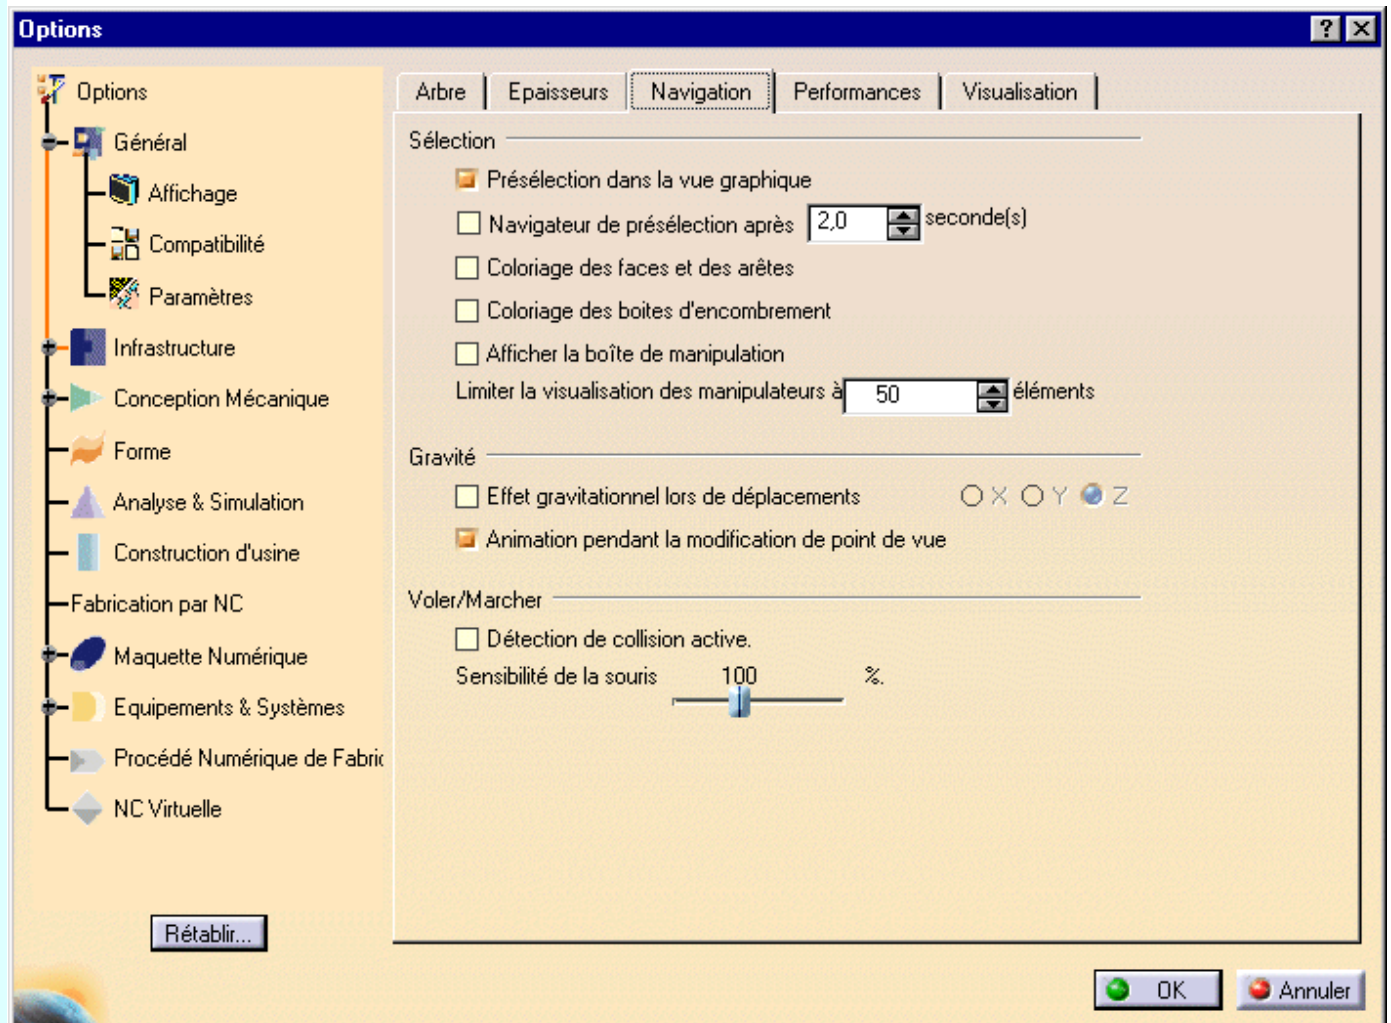 Options
Options
Général
Affichage
Compatibilité
Paramètres
Infrastructure
Conception Mécanique
Forme
Analyse & Simulation
Construction d'usine
Fabrication par NC
Maquette Numérique
Equipements & Systèmes
Procédé Numérique de Fabric
NC Virtuelle
Rétablir...
Arbre Epaisseurs Navigation Performances Visualisation
Sélection
Présélection dans la vue graphique
Navigateur de présélection après 2,0 seconde(s)
Coloriage des faces et des arêtes
Coloriage des boites d'encombrement
Afficher la boîte de manipulation
Limiter la visualisation des manipulateurs à 50 éléments
Gravité
Effet gravitationnel lors de déplacements X Y Z
Animation pendant la modification de point de vue
Voler/Marcher
Détection de collision active.
Sensibilité de la souris 100 %.
OK Annuler